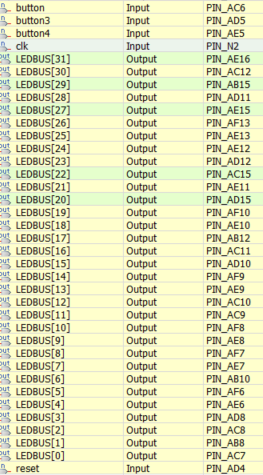 button Input PIN_AC6
button3 Input PIN_AD5
button4 Input PIN_AE5
clk Input PIN_N2
LEDBUS[31] Output PIN_AE16
LEDBUS[30] Output PIN_AC12
LEDBUS[29] Output PIN_AB15
LEDBUS[28] Output PIN_AD11
LEDBUS[27] Output PIN_AE15
LEDBUS[26] Output PIN_AF13
LEDBUS[25] Output PIN_AE13
LEDBUS[24] Output PIN_AE12
LEDBUS[23] Output PIN_AD12
LEDBUS[22] Output PIN_AC15
LEDBUS[21] Output PIN_AE11
LEDBUS[20] Output PIN_AD15
LEDBUS[19] Output PIN_AF10
LEDBUS[18] Output PIN_AE10
LEDBUS[17] Output PIN_AB12
LEDBUS[16] Output PIN_AC11
LEDBUS[15] Output PIN_AD10
LEDBUS[14] Output PIN_AF9
LEDBUS[13] Output PIN_AE9
LEDBUS[12] Output PIN_AC10
LEDBUS[11] Output PIN_AC9
LEDBUS[10] Output PIN_AF8
LEDBUS[9] Output PIN_AE8
LEDBUS[8] Output PIN_AF7
LEDBUS[7] Output PIN_AE7
LEDBUS[6] Output PIN_AB10
LEDBUS[5] Output PIN_AF6
LEDBUS[4] Output PIN_AE6
LEDBUS[3] Output PIN_AD8
LEDBUS[2] Output PIN_AC8
LEDBUS[1] Output PIN_AB8
LEDBUS[0] Output PIN_AC7
reset Input PIN_AD4